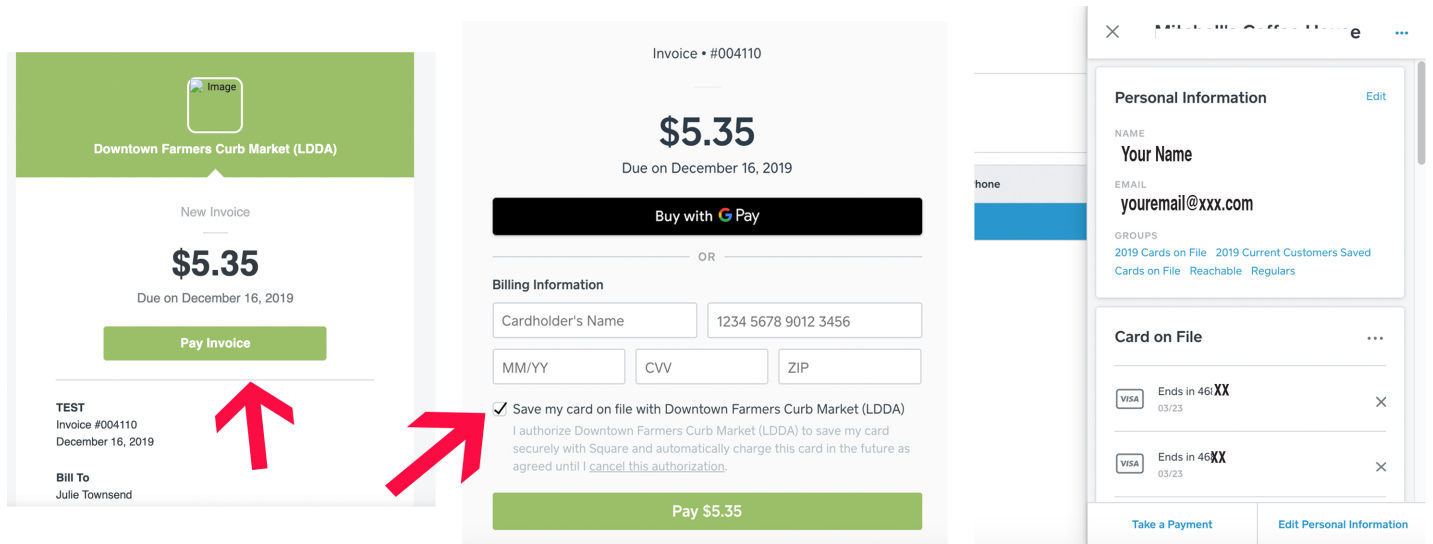 Image
Downtown Farmers Curb Market (LDDA)
New Invoice
$5.35
Due on December 16, 2019
Pay Invoice
TEST
Invoice #004110
December 16, 2019
Bill To
Julie Townsend
Invoice • #004110
$5.35
Due on December 16, 2019
Buy with G Pay
OR
Billing Information
Cardholder's Name
1234 5678 9012 3456
MM/YY
CVV
ZIP
Save my card on file with Downtown Farmers Curb Market (LDDA)
I authorize Downtown Farmers Curb Market (LDDA) to save my card
securely with Square and automatically charge this card in the future as
agreed until I cancel this authorization.
Pay $5.35
hone
Personal Information
Edit
NAME
Your Name
EMAIL
youremail@xxx.com
GROUPS
2019 Cards on File 2019 Current Customers Saved
Cards on File Reachable Regulars
Card on File
VISA
Ends in 46 XX
03/23
VISA
Ends in 46 XX
03/23
Take a Payment
Edit Personal Information